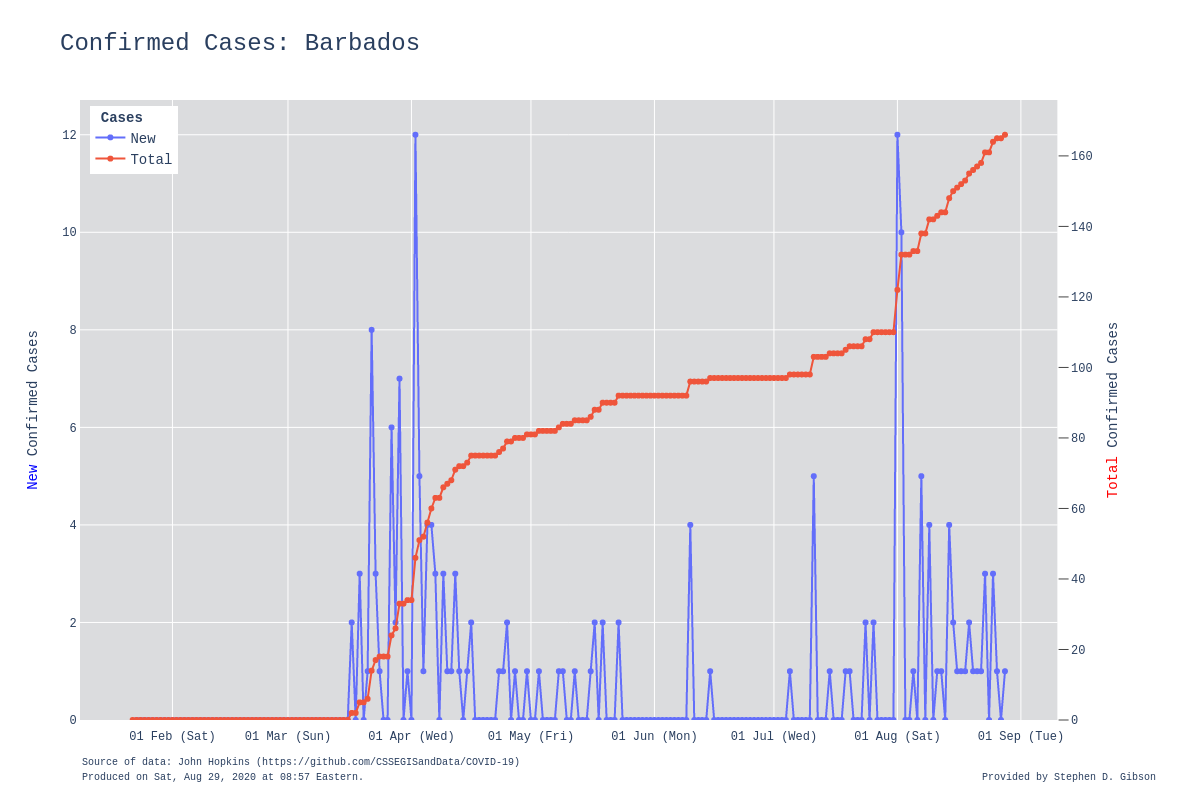 Confirmed Cases: Barbados
Cases
New
Total
12
10
8
6
4
2
0
New Confirmed Cases
160
140
120
100
80
60
40
20
0
Total Confirmed Cases
01 Feb (Sat) 01 Mar (Sun) 01 Apr (Wed) 01 May (Fri) 01 Jun (Mon) 01 Jul (Wed) 01 Aug (Sat) 01 Sep (Tue)
Source of data: John Hopkins (https://github.com/CSSEGISandData/COVID-19)
Produced on Sat, Aug 29, 2020 at 08:57 Eastern.
Provided by Stephen D. Gibson